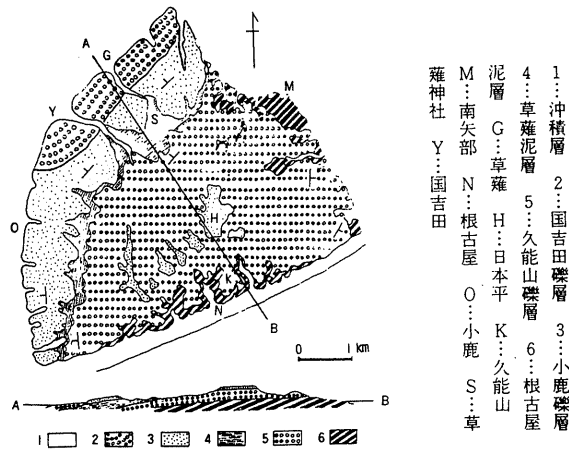 1…沖積層 2…国吉田礫層 3…小鹿礫層
4…草薙泥層 5…久能山礫層 6…根古屋
泥層 G…草薙 H…日本平 K…久能山
M…南矢部 N…根古屋 O…小鹿 S…草
薙神社 Y…国吉田
A
G
M
S
Y
O
H
K
N
B
0 1 km
A B
1 2 3 4 5 6